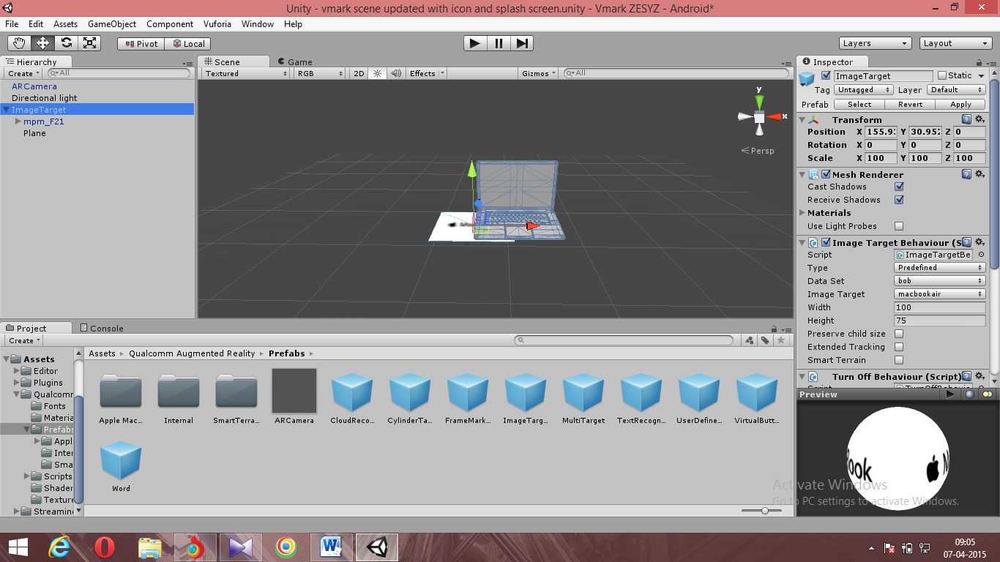 Unity - vmark scene updated with icon and splash screen.unity - Vmark ZESYZ - Android*
File Edit Assets GameObject Component Vuforia Window Help
Pivot Local Layers Layout
Hierarchy
Create All
ARCamera
Directional light
ImageTarget
mpm_F21
Plane
Scene Game
Textured RGB 2D Effects Gizmos All
y
x
Persp
Inspector
ImageTarget Static
Tag Untagged Layer Default
Prefab Select Revert Apply
Transform
Position X 155.93 Y 30.952 Z 0
Rotation X 0 Y 0 Z 0
Scale X 100 Y 100 Z 100
Mesh Renderer
Cast Shadows
Receive Shadows
Materials
Use Light Probes
Image Target Behaviour (S
Script ImageTargetBe
Type Predefined
Data Set bob
Image Target macbookair
Width 100
Height 75
Preserve child size
Extended Tracking
Smart Terrain
Turn Off Behaviour (Script)
Script TurnOffBehavio
Preview
ook
Project Console
Create
Assets
Editor
Plugins
Qualcomm
Fonts
Materia
Prefabs
Appl
Inter
Sma
Scripts
Shader
Texture
Streaming
Assets Qualcomm Augmented Reality Prefabs
Apple Mac... Internal SmartTerra... ARCamera CloudReco... CylinderTa... FrameMark... ImageTarg... MultiTarget TextRecogn... UserDefine... VirtualButt...
Word
Activate Windows
Go to PC settings to activate Windows.
09:05
07-04-2015